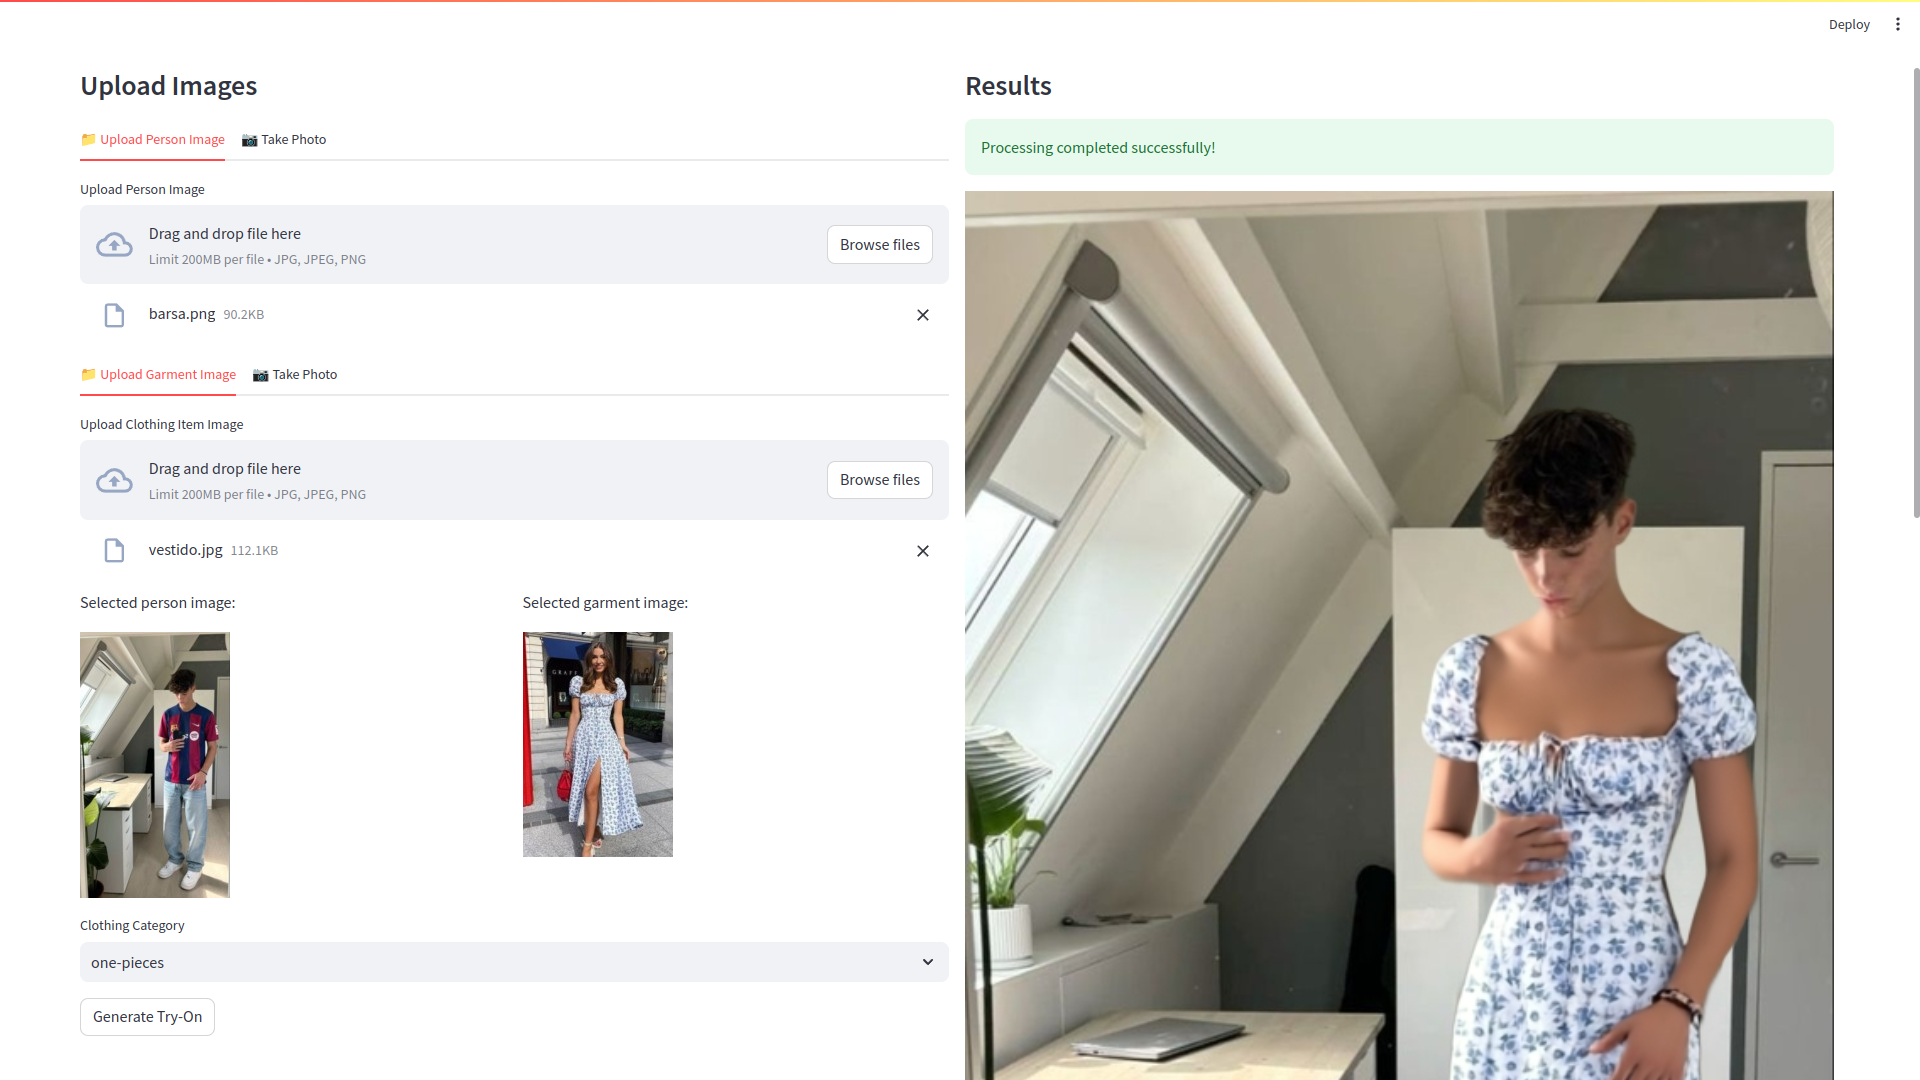 Deploy
Upload Images
📁 Upload Person Image
📷 Take Photo
Upload Person Image
Drag and drop file here
Limit 200MB per file • JPG, JPEG, PNG
Browse files
barsa.png 90.2KB
📁 Upload Garment Image
📷 Take Photo
Upload Clothing Item Image
Drag and drop file here
Limit 200MB per file • JPG, JPEG, PNG
Browse files
vestido.jpg 112.1KB
Selected person image:
Selected garment image:
GRAFF
Clothing Category
one-pieces
Generate Try-On
Results
Processing completed successfully!